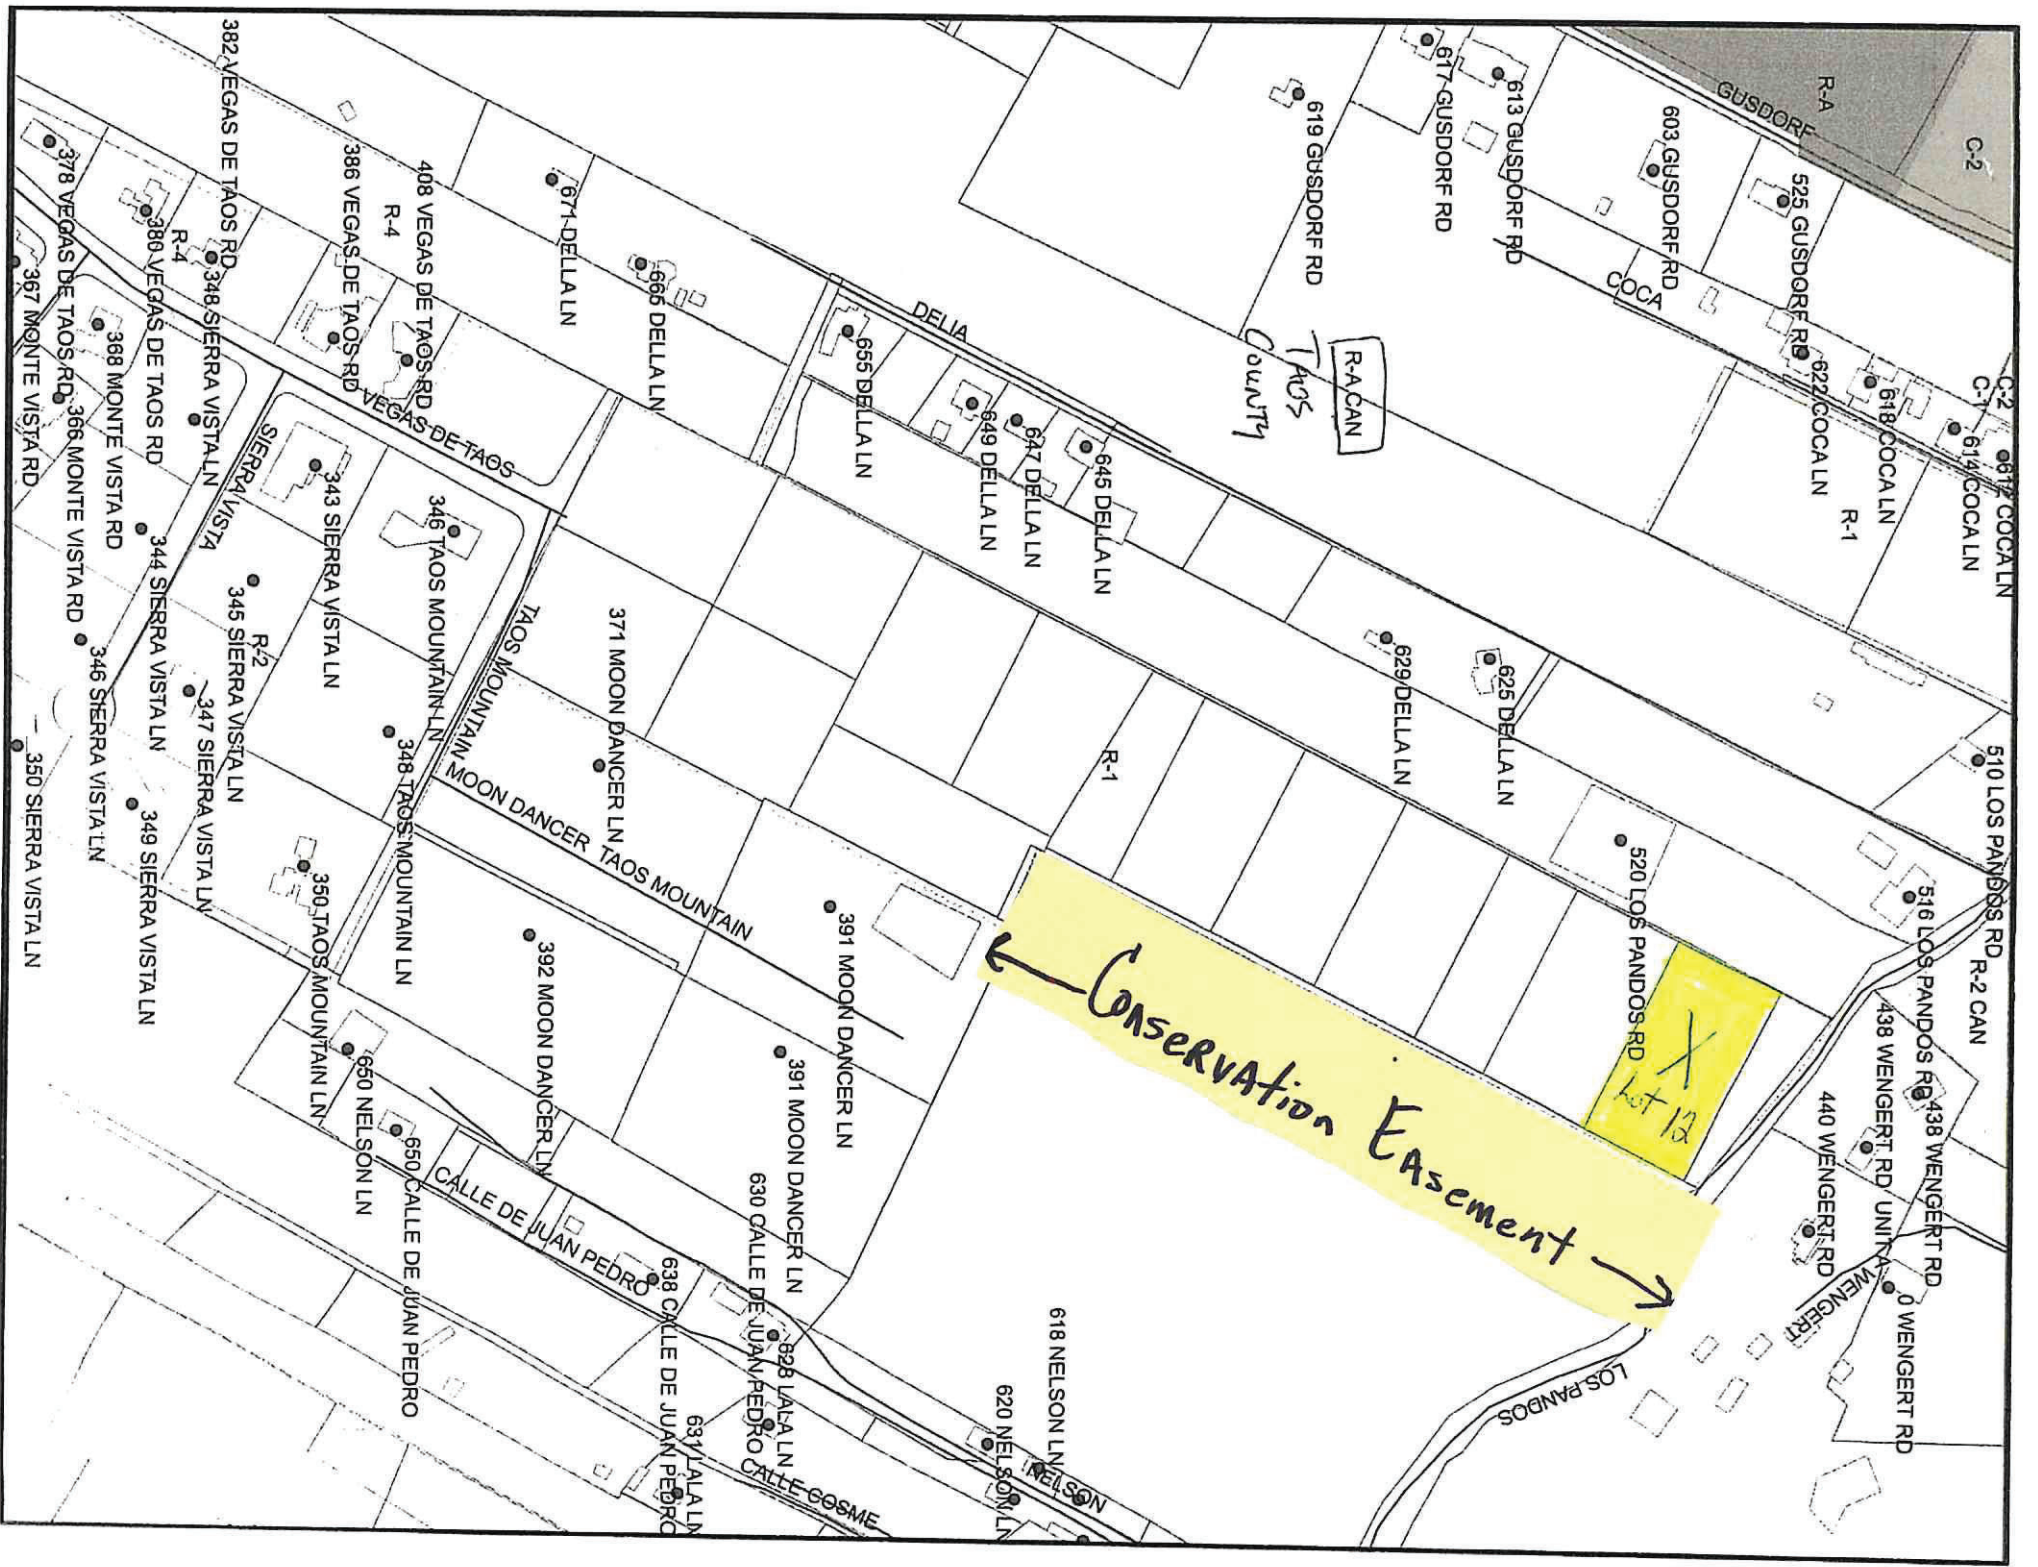 R-A
C-2
GUSDORF
617 GUSDORF RD
613 GUSDORF RD
603 GUSDORF RD
525 GUSDORF RD
619 GUSDORF RD
COCA
622 COCA LN
618 COCA LN
614 COCA LN
612 COCA LN
C-2
C-1
R-1
R-A CAN
TAOS
County
DELIA
671 DELLA LN
665 DELLA LN
655 DELLA LN
649 DELLA LN
647 DELLA LN
645 DELLA LN
629 DELLA LN
625 DELLA LN
382 VEGAS DE TAOS RD
386 VEGAS DE TAOS RD
408 VEGAS DE TAOS RD
R-4
378 VEGAS DE TAOS RD
380 VEGAS DE TAOS RD
R-4
348 SIERRA VISTA LN
367 MONTE VISTA RD
368 MONTE VISTA RD
366 MONTE VISTA RD
VEGAS DE TAOS
SIERRA VISTA
343 SIERRA VISTA LN
344 SIERRA VISTA LN
345 SIERRA VISTA LN
R-2
346 SIERRA VISTA LN
347 SIERRA VISTA LN
349 SIERRA VISTA LN
350 SIERRA VISTA LN
346 TAOS MOUNTAIN LN
348 TAOS MOUNTAIN LN
350 TAOS MOUNTAIN LN
TAOS MOUNTAIN
371 MOON DANCER LN
MOON DANCER
TAOS MOUNTAIN
391 MOON DANCER LN
391 MOON DANCER LN
392 MOON DANCER LN
R-1
510 LOS PANDOS RD
516 LOS PANDOS RD
520 LOS PANDOS RD
R-2 CAN
X
Lot 12
Conservation Easement
438 WENGERT RD
438 WENGERT RD UNIT A
440 WENGERT RD
0 WENGERT RD
WENGERT
LOS PANDOS
650 NELSON LN
650 CALLE DE JUAN PEDRO
CALLE DE JUAN PEDRO
638 CALLE DE JUAN PEDRO
630 CALLE DE JUAN PEDRO
628 LALA LN
631 LALA LN
CALLE COSME
618 NELSON LN
620 NELSON LN
NELSON